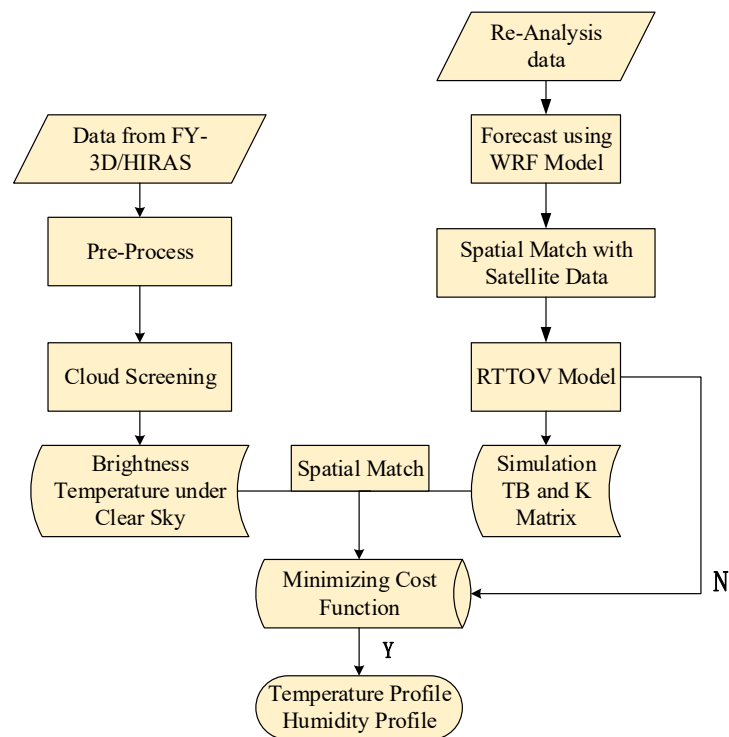 Re-Analysis
data
Data from FY-
3D/HIRAS
Forecast using
WRF Model
Pre-Process
Spatial Match with
Satellite Data
Cloud Screening
RTTOV Model
Brightness
Temperature under
Clear Sky
Spatial Match
Simulation
TB and K
Matrix
Minimizing Cost
Function
N
Y
Temperature Profile
Humidity Profile